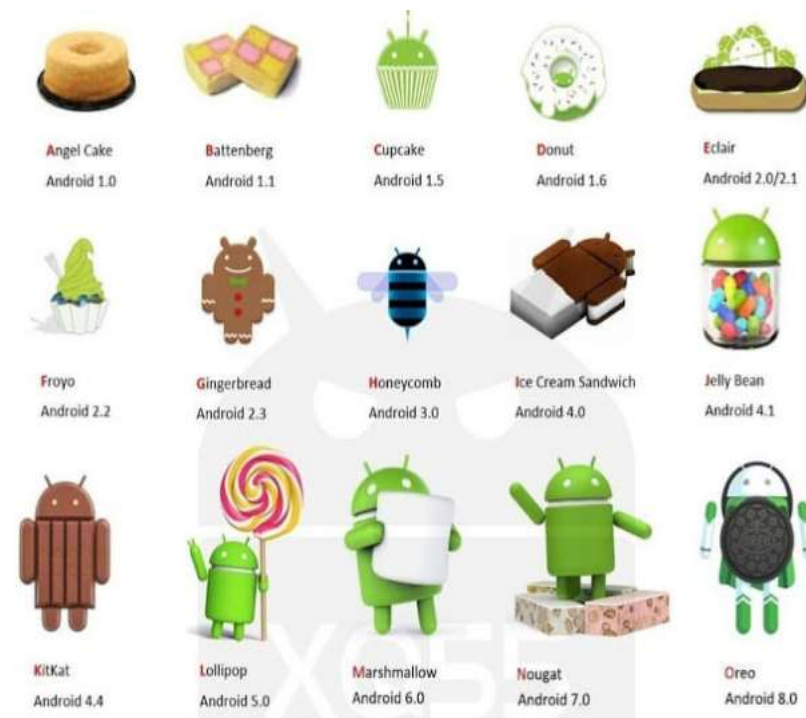 Angel Cake
Android 1.0
Battenberg
Android 1.1
Cupcake
Android 1.5
Donut
Android 1.6
Eclair
Android 2.0/2.1
Froyo
Android 2.2
Gingerbread
Android 2.3
Honeycomb
Android 3.0
Ice Cream Sandwich
Android 4.0
Jelly Bean
Android 4.1
KitKat
Android 4.4
Lollipop
Android 5.0
Marshmallow
Android 6.0
Nougat
Android 7.0
Oreo
Android 8.0
OREO